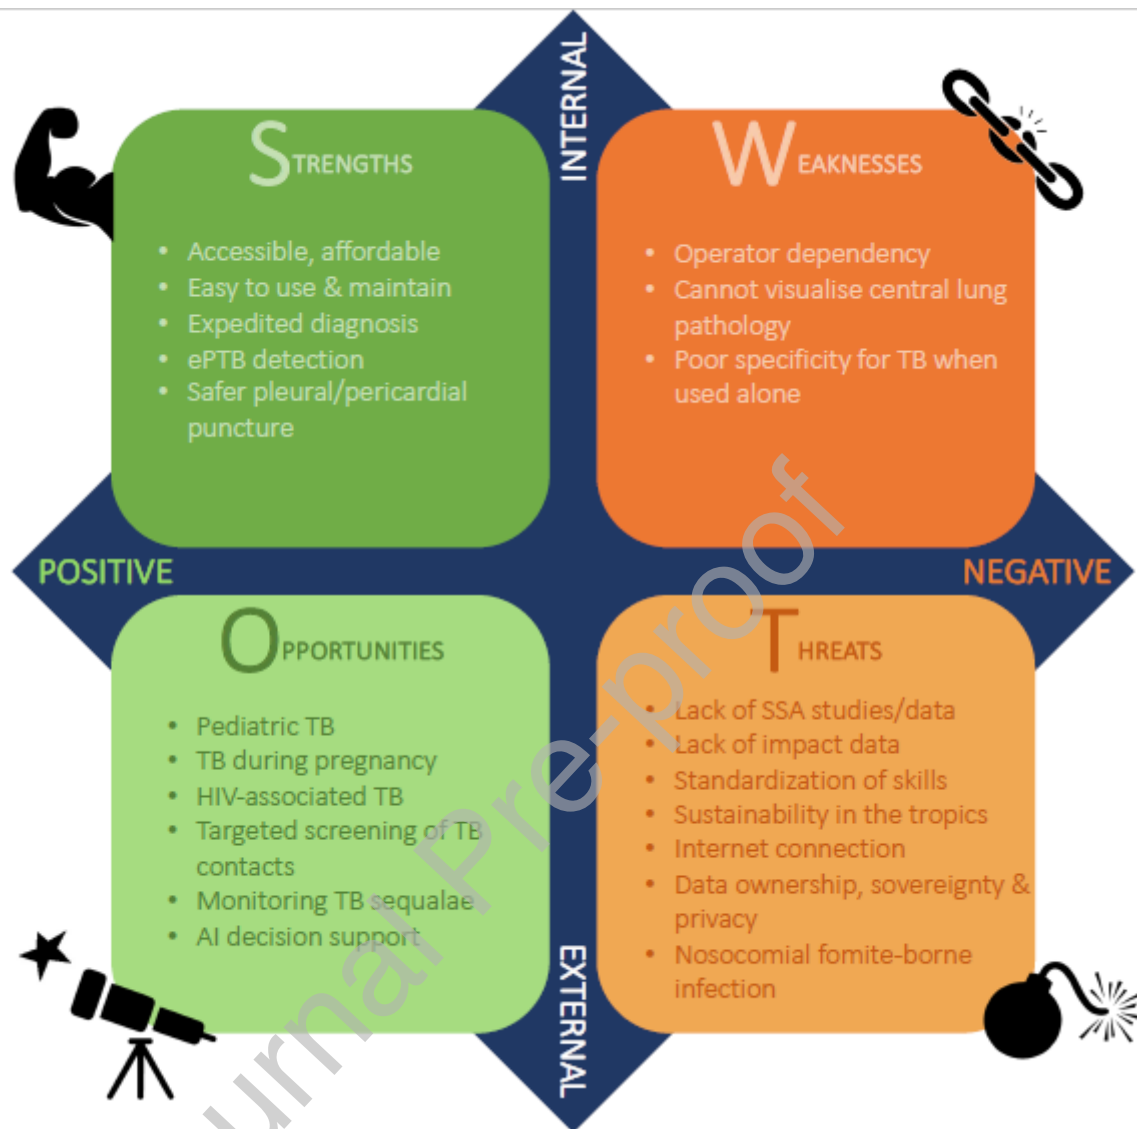 INTERNAL
STRENGTHS
• Accessible, affordable
• Easy to use & maintain
• Expedited diagnosis
• ePTB detection
• Safer pleural/pericardial
puncture
WEAKNESSES
• Operator dependency
• Cannot visualise central lung
pathology
• Poor specificity for TB when
used alone
POSITIVE
NEGATIVE
OPPORTUNITIES
• Pediatric TB
• TB during pregnancy
• HIV-associated TB
• Targeted screening of TB
contacts
• Monitoring TB sequalae
• AI decision support
THREATS
• Lack of SSA studies/data
• Lack of impact data
• Standardization of skills
• Sustainability in the tropics
• Internet connection
• Data ownership, sovereignty &
privacy
• Nosocomial fomite-borne
infection
EXTERNAL
urnal Pre-proof